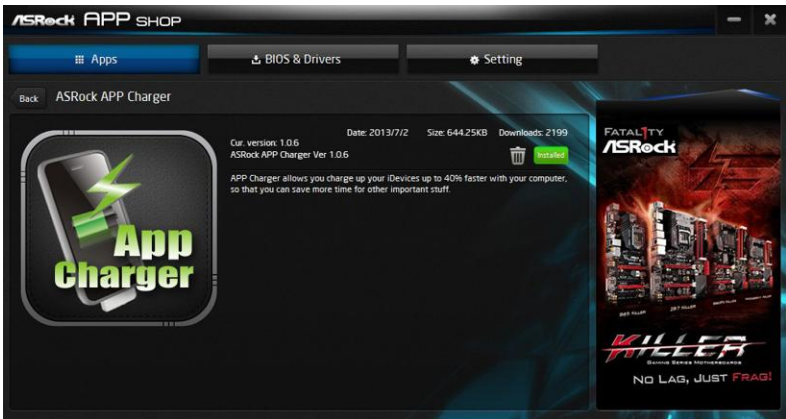 ASRock APP SHOP
Apps
BIOS & Drivers
Setting
Back
ASRock APP Charger
Date: 2013/7/2 Size: 644.25KB Downloads: 2199
Cur. version: 1.0.6
ASRock APP Charger Ver 1.0.6
Installed
APP Charger allows you charge up your iDevices up to 40% faster with your computer,
so that you can save more time for other important stuff.
App
Charger
FATAL1TY
ASRock
KILLER
GAMING SERIES MOTHERBOARDS
NO LAG, JUST FRAG!